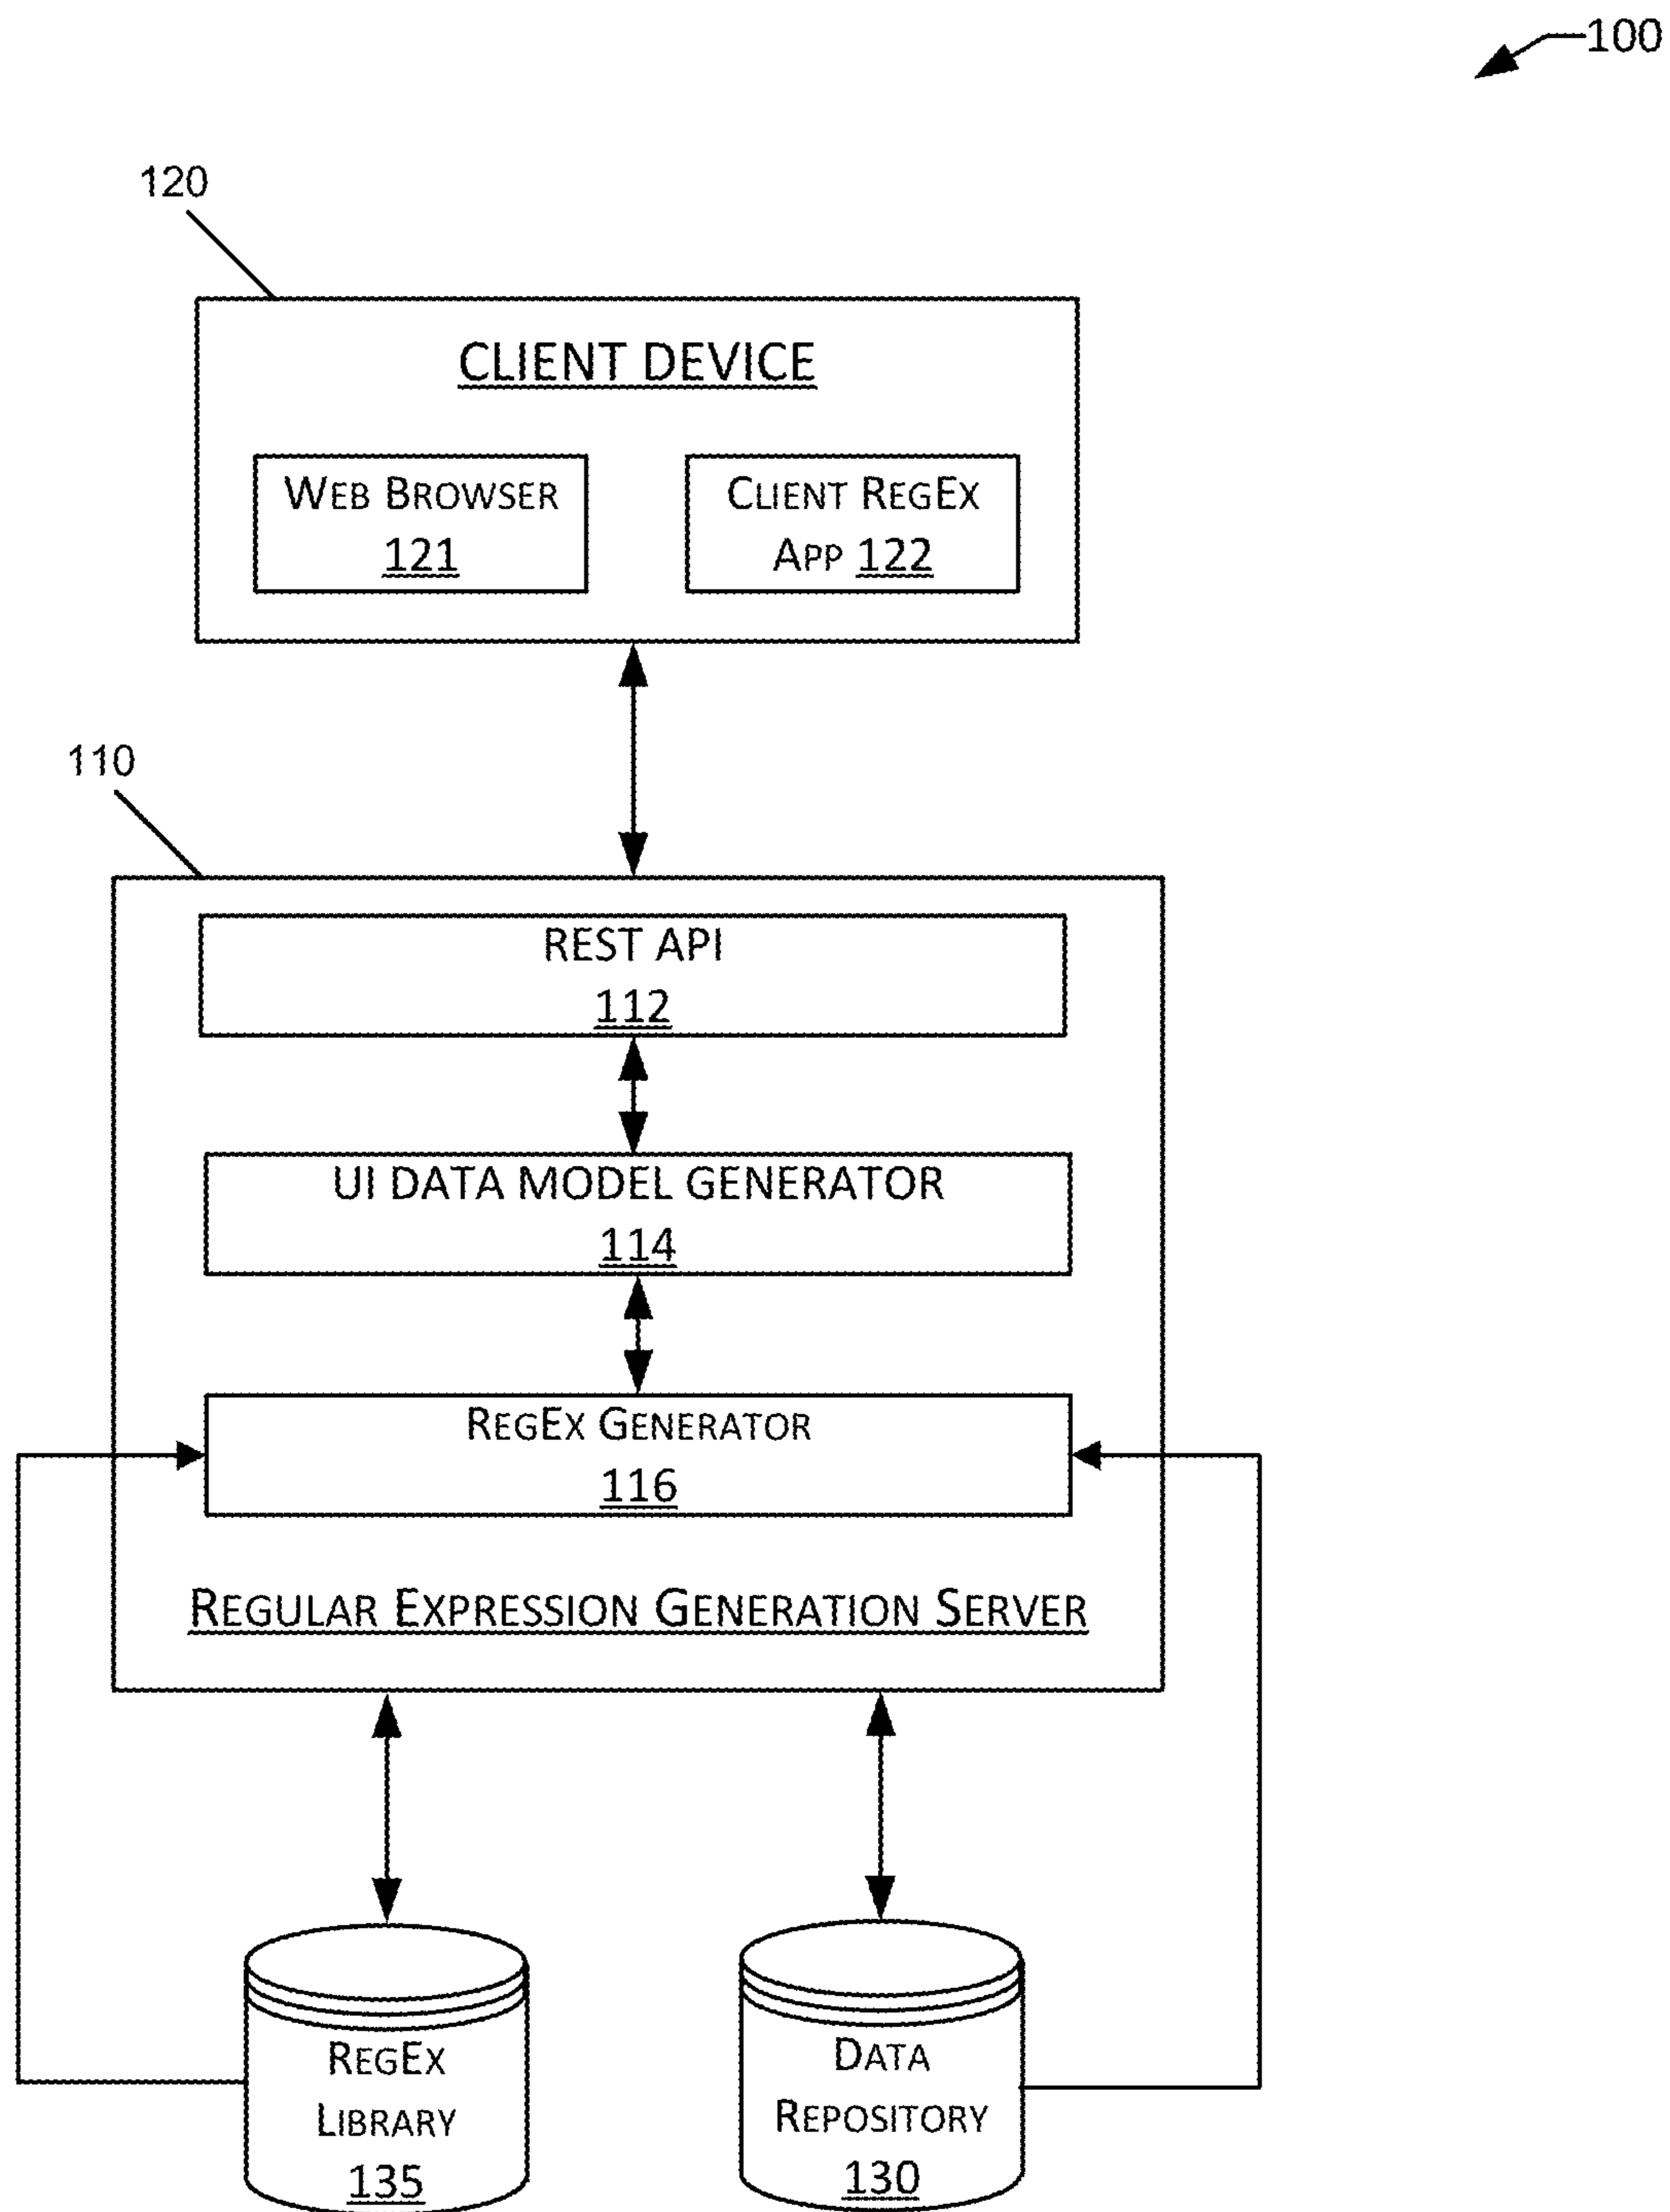 100
120
CLIENT DEVICE
WEB BROWSER
121
CLIENT REGEX
APP 122
110
REST API
112
UI DATA MODEL GENERATOR
114
REGEX GENERATOR
116
REGULAR EXPRESSION GENERATION SERVER
REGEX
LIBRARY
135
DATA
REPOSITORY
130